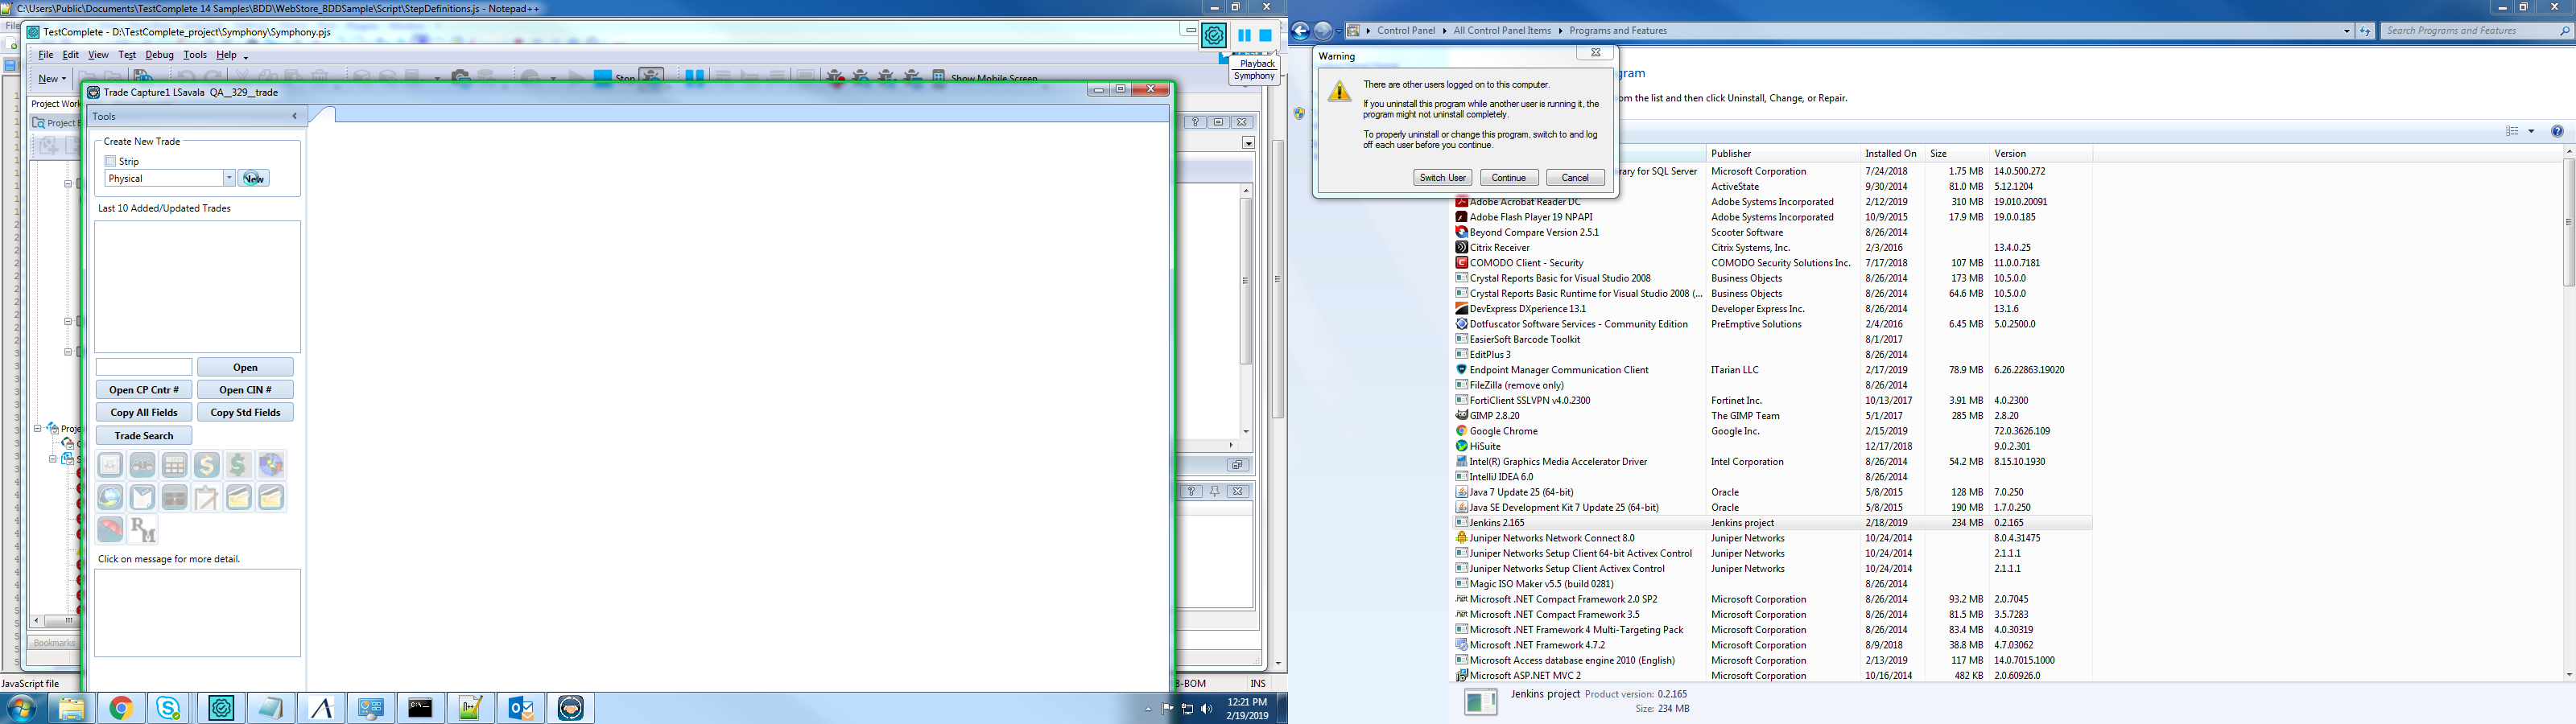 C:\Users\Public\Documents\TestComplete 14 Samples\BDD\WebStore_BDDSample\Script\StepDefinitions.js - Notepad++
TestComplete - D:\TestComplete_project\Symphony\Symphony.pjs
File Edit View Test Debug Tools Help
New
Stop
Show Mobile Screen
Playback
Symphony
Project Work
Trade Capture1 LSavala QA__329__trade
Tools
Create New Trade
Strip
Physical
New
Last 10 Added/Updated Trades
Open
Open CP Cntr #
Open CIN #
Copy All Fields
Copy Std Fields
Trade Search
Click on message for more detail.
Bookmarks
JavaScript file
8-BOM
INS
12:21 PM
2/19/2019
Control Panel
All Control Panel Items
Programs and Features
Search Programs and Features
Warning
There are other users logged on to this computer.
If you uninstall this program while another user is running it, the
program might not uninstall completely.
To properly uninstall or change this program, switch to and log
off each user before you continue.
Switch User
Continue
Cancel
gram
om the list and then click Uninstall, Change, or Repair.
Publisher Installed On Size Version
rary for SQL Server Microsoft Corporation 7/24/2018 1.75 MB 14.0.500.272
ActiveState 9/30/2014 81.0 MB 5.12.1204
Adobe Acrobat Reader DC Adobe Systems Incorporated 2/12/2019 310 MB 19.010.20091
Adobe Flash Player 19 NPAPI Adobe Systems Incorporated 10/9/2015 17.9 MB 19.0.0.185
Beyond Compare Version 2.5.1 Scooter Software 8/26/2014
Citrix Receiver Citrix Systems, Inc. 2/3/2016 13.4.0.25
COMODO Client - Security COMODO Security Solutions Inc. 7/17/2018 107 MB 11.0.0.7181
Crystal Reports Basic for Visual Studio 2008 Business Objects 8/26/2014 173 MB 10.5.0.0
Crystal Reports Basic Runtime for Visual Studio 2008 (... Business Objects 8/26/2014 64.6 MB 10.5.0.0
DevExpress DXperience 13.1 Developer Express Inc. 8/26/2014 13.1.6
Dotfuscator Software Services - Community Edition PreEmptive Solutions 2/4/2016 6.45 MB 5.0.2500.0
EasierSoft Barcode Toolkit 8/1/2017
EditPlus 3 8/26/2014
Endpoint Manager Communication Client ITarian LLC 2/17/2019 78.9 MB 6.26.22863.19020
FileZilla (remove only) 8/26/2014
FortiClient SSLVPN v4.0.2300 Fortinet Inc. 10/13/2017 3.91 MB 4.0.2300
GIMP 2.8.20 The GIMP Team 5/1/2017 285 MB 2.8.20
Google Chrome Google Inc. 2/15/2019 72.0.3626.109
HiSuite 12/17/2018 9.0.2.301
Intel(R) Graphics Media Accelerator Driver Intel Corporation 8/26/2014 54.2 MB 8.15.10.1930
IntelliJ IDEA 6.0 8/26/2014
Java 7 Update 25 (64-bit) Oracle 5/8/2015 128 MB 7.0.250
Java SE Development Kit 7 Update 25 (64-bit) Oracle 5/8/2015 190 MB 1.7.0.250
Jenkins 2.165 Jenkins project 2/18/2019 234 MB 0.2.165
Juniper Networks Network Connect 8.0 Juniper Networks 10/24/2014 8.0.4.31475
Juniper Networks Setup Client 64-bit Activex Control Juniper Networks 10/24/2014 2.1.1.1
Juniper Networks Setup Client Activex Control Juniper Networks 10/24/2014 2.1.1.1
Magic ISO Maker v5.5 (build 0281) 8/26/2014
Microsoft .NET Compact Framework 2.0 SP2 Microsoft Corporation 8/26/2014 93.2 MB 2.0.7045
Microsoft .NET Compact Framework 3.5 Microsoft Corporation 8/26/2014 81.5 MB 3.5.7283
Microsoft .NET Framework 4 Multi-Targeting Pack Microsoft Corporation 8/26/2014 83.4 MB 4.0.30319
Microsoft .NET Framework 4.7.2 Microsoft Corporation 8/9/2018 38.8 MB 4.7.03062
Microsoft Access database engine 2010 (English) Microsoft Corporation 2/13/2019 117 MB 14.0.7015.1000
Microsoft ASP.NET MVC 2 Microsoft Corporation 10/16/2014 482 KB 2.0.60926.0
Jenkins project Product version: 0.2.165
Size: 234 MB